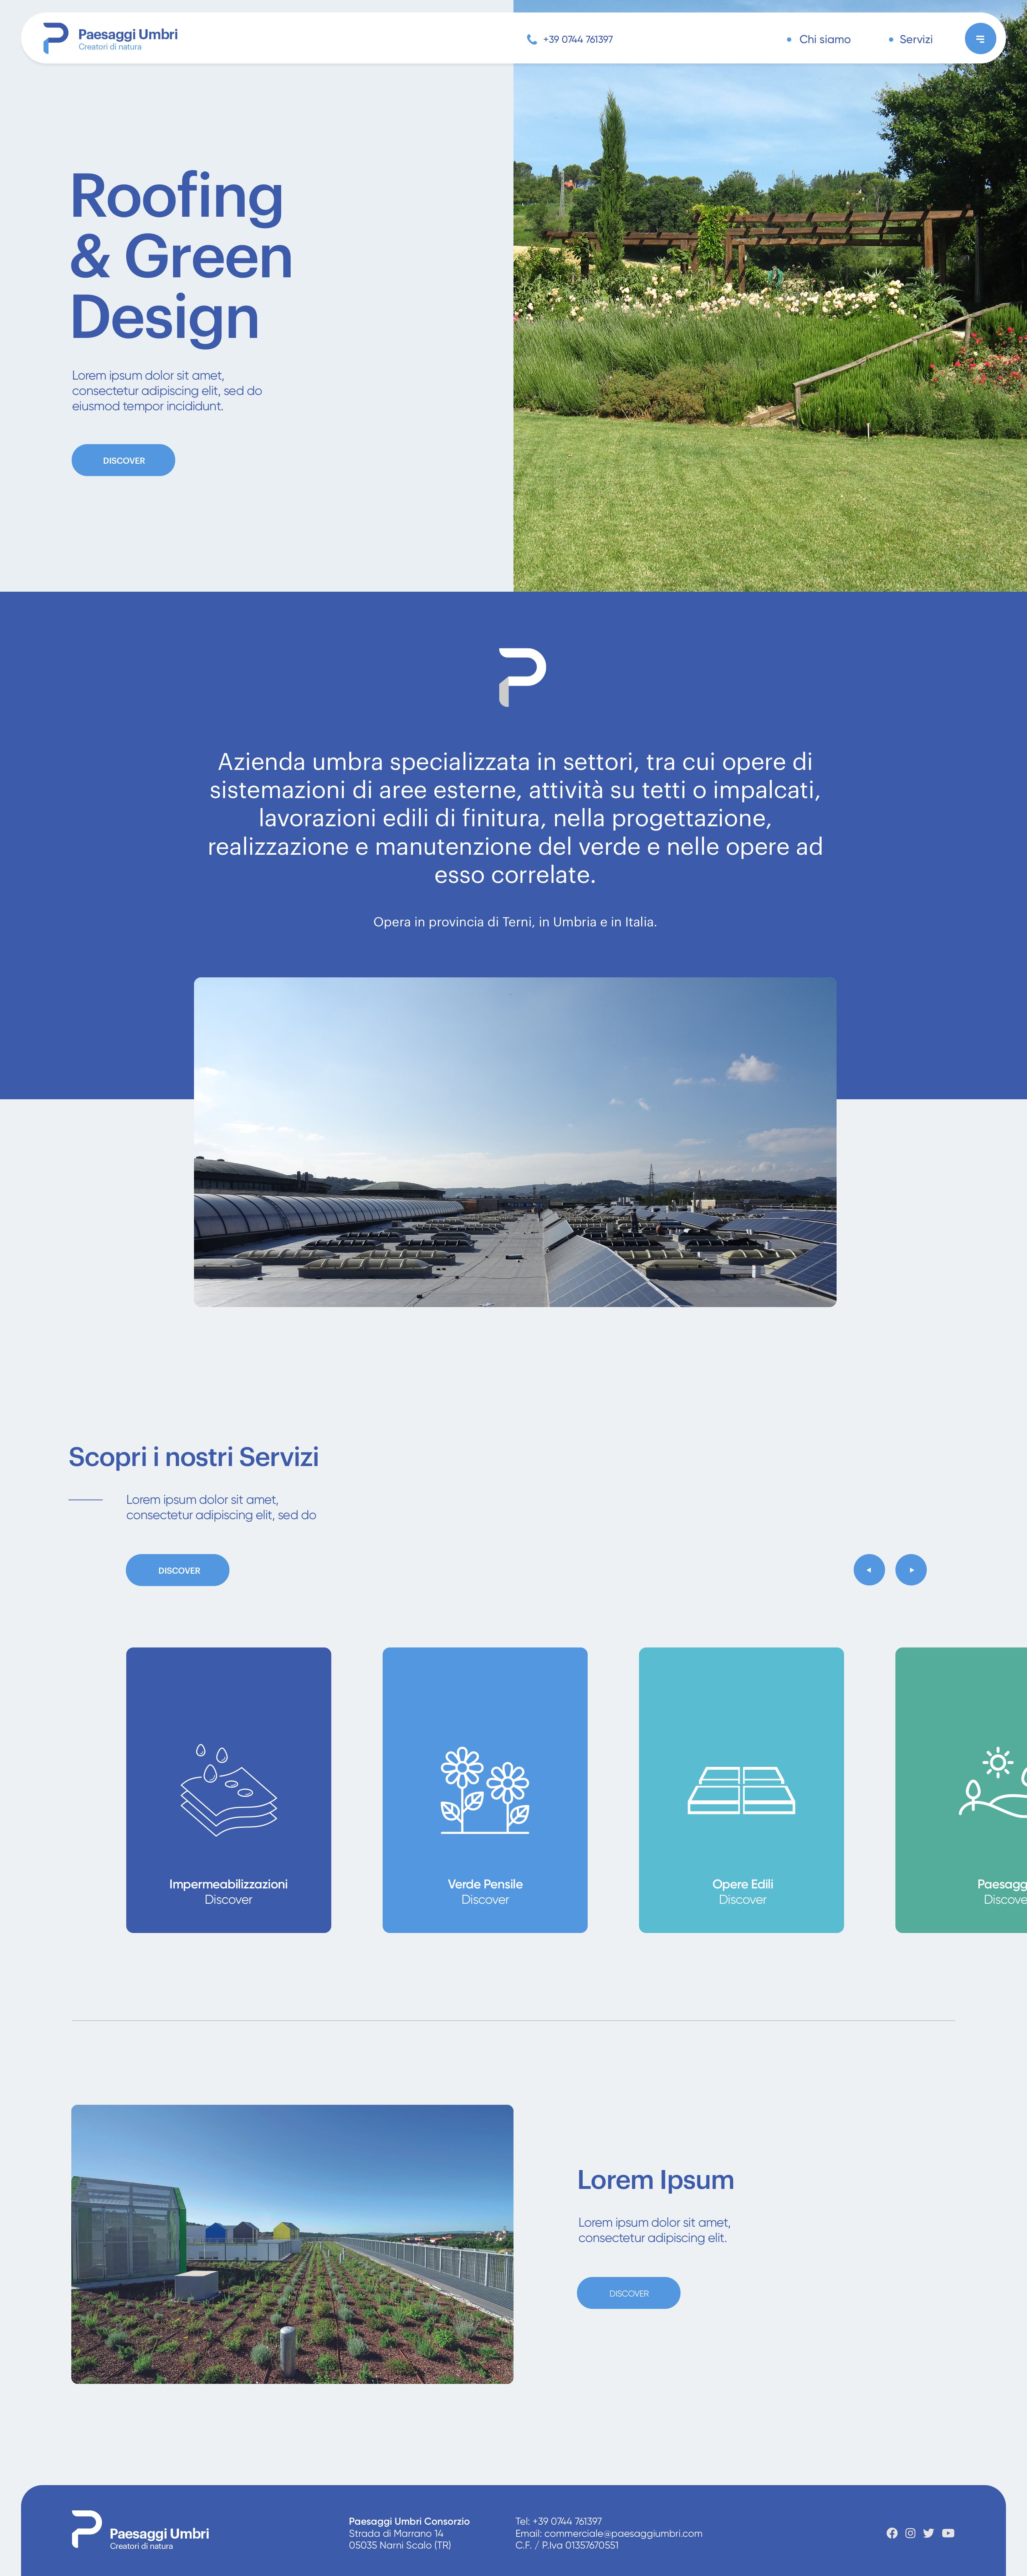 Paesaggi Umbri
Creatori di natura
+39 0744 761397
Chi siamo
Servizi
Roofing
& Green
Design
Lorem ipsum dolor sit amet,
consectetur adipiscing elit, sed do
eiusmod tempor incididunt.
DISCOVER
Azienda umbra specializzata in settori, tra cui opere di
sistemazioni di aree esterne, attività su tetti o impalcati,
lavorazioni edili di finitura, nella progettazione,
realizzazione e manutenzione del verde e nelle opere ad
esso correlate.
Opera in provincia di Terni, in Umbria e in Italia.
Scopri i nostri Servizi
Lorem ipsum dolor sit amet,
consectetur adipiscing elit, sed do
DISCOVER
Impermeabilizzazioni
Discover
Verde Pensile
Discover
Opere Edili
Discover
Paesagg
Discove
Lorem Ipsum
Lorem ipsum dolor sit amet,
consectetur adipiscing elit.
DISCOVER
Paesaggi Umbri
Creatori di natura
Paesaggi Umbri Consorzio
Strada di Marrano 14
05035 Narni Scalo (TR)
Tel: +39 0744 761397
Email: commerciale@paesaggiumbri.com
C.F. / P.Iva 01357670551